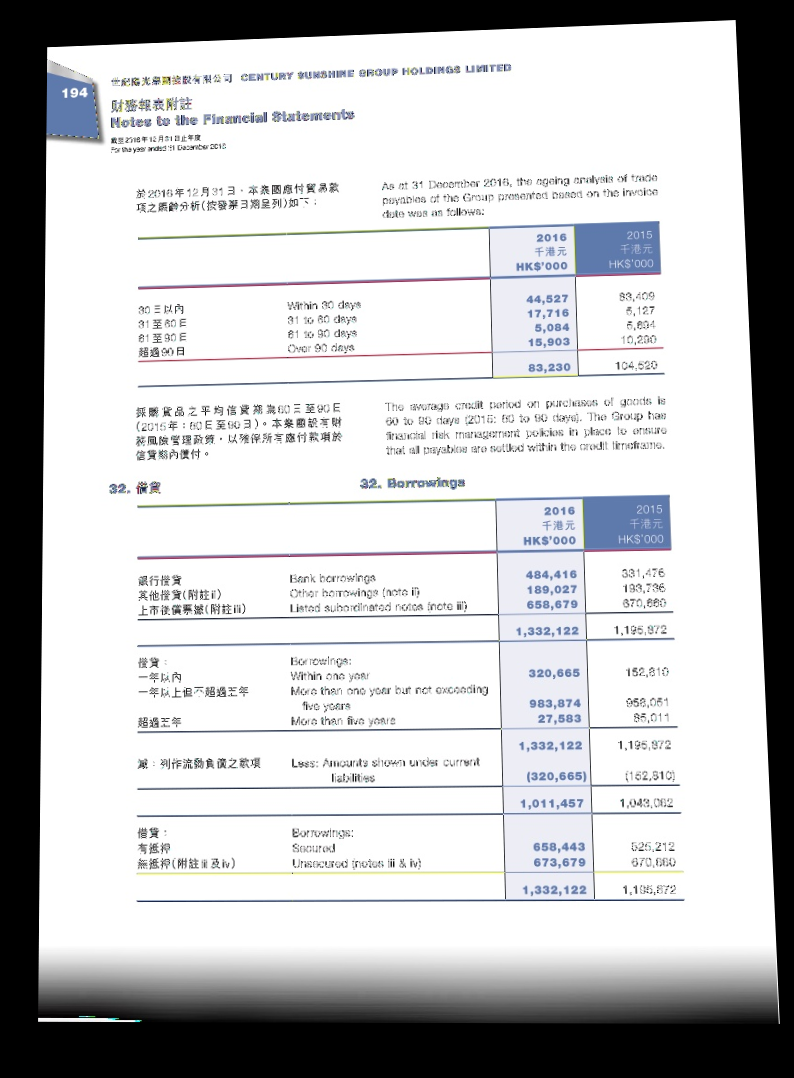 194
世紀陽光集團控股有限公司 CENTURY SUNSHINE GROUP HOLDINGS LIMITED
財務報表附註
Notes to the Financial Statements
截至2016年12月31日止年度
For the year ended 31 December 2016
於2016年12月31日，本集團應付貿易款
項之賬齡分析(按發票日期呈列)如下：
As at 31 December 2016, the ageing analysis of trade
payables of the Group presented based on the invoice
date was as follows:
2016 2015
千港元 千港元
HK$'000 HK$'000
30日以內 Within 30 days 44,527 83,409
31至60日 31 to 60 days 17,716 5,127
61至90日 61 to 90 days 5,084 5,694
超過90日 Over 90 days 15,903 10,290
83,230 104,520
採購貨品之平均信貸期為60日至90日
(2015年：60日至90日)。本集團設有財
務風險管理政策，以確保所有應付款項於
信貸期內償付。
The average credit period on purchases of goods is
60 to 90 days (2015: 60 to 90 days). The Group has
financial risk management policies in place to ensure
that all payables are settled within the credit timeframe.
32. 借貸 32. Borrowings
2016 2015
千港元 千港元
HK$'000 HK$'000
銀行借貸 Bank borrowings 484,416 331,476
其他借貸(附註ii) Other borrowings (note ii) 189,027 193,736
上市後償票據(附註iii) Listed subordinated notes (note iii) 658,679 670,660
1,332,122 1,195,872
借貸： Borrowings:
一年以內 Within one year 320,665 152,810
一年以上但不超過五年 More than one year but not exceeding
five years 983,874 958,051
超過五年 More than five years 27,583 85,011
1,332,122 1,195,872
減：列作流動負債之款項 Less: Amounts shown under current
liabilities (320,665) (152,810)
1,011,457 1,043,062
借貸： Borrowings:
有抵押 Secured 658,443 525,212
無抵押(附註iii及iv) Unsecured (notes iii & iv) 673,679 670,660
1,332,122 1,195,872